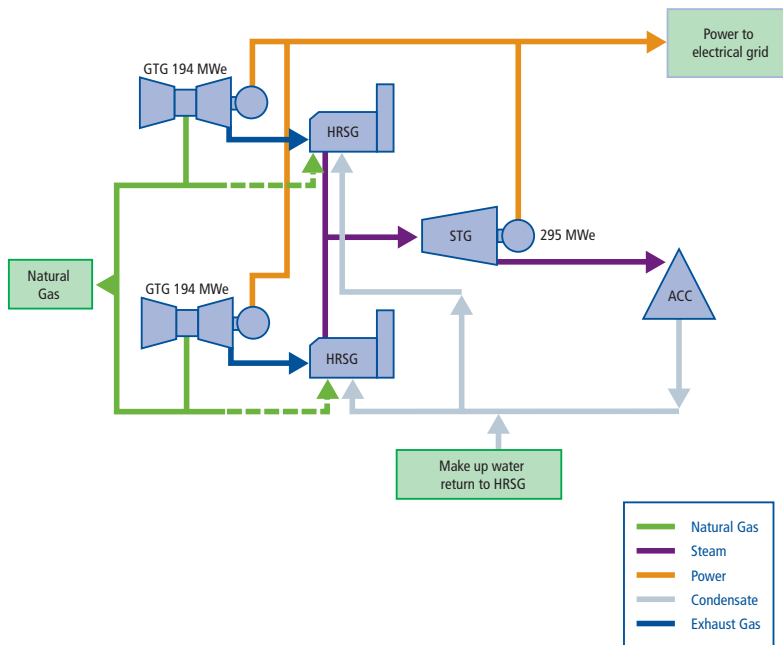 Power to
electrical grid
GTG 194 MWe
HRSG
STG
295 MWe
Natural
Gas
GTG 194 MWe
ACC
HRSG
Make up water
return to HRSG
Natural Gas
Steam
Power
Condensate
Exhaust Gas